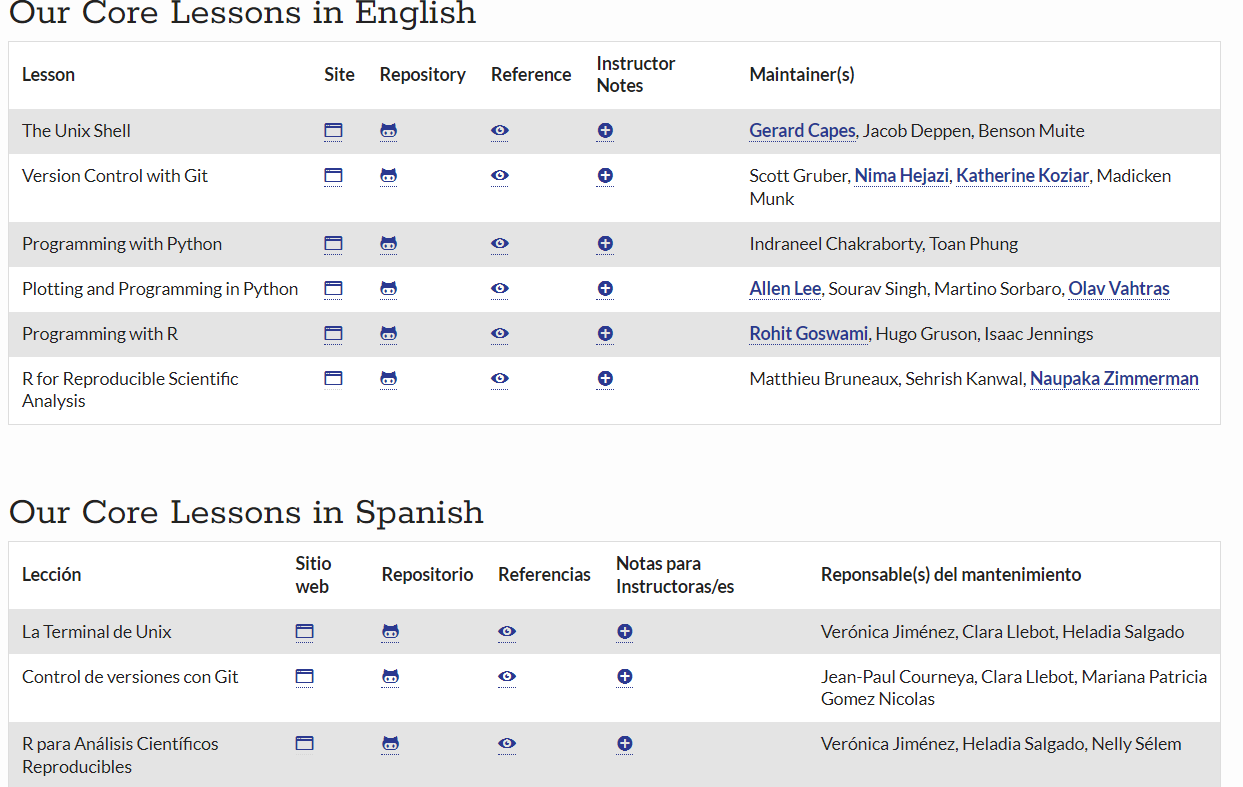 Our Core Lessons in English
Lesson Site Repository Reference Instructor Notes Maintainer(s)
The Unix Shell Gerard Capes, Jacob Deppen, Benson Muite
Version Control with Git Scott Gruber, Nima Hejazi, Katherine Koziar, Madicken
Munk
Programming with Python Indraneel Chakraborty, Toan Phung
Plotting and Programming in Python Allen Lee, Sourav Singh, Martino Sorbaro, Olav Vahtras
Programming with R Rohit Goswami, Hugo Gruson, Isaac Jennings
R for Reproducible Scientific Matthieu Bruneaux, Sehrish Kanwal, Naupaka Zimmerman
Analysis
Our Core Lessons in Spanish
Lección Sitio web Repositorio Referencias Notas para Instructoras/es Reponsable(s) del mantenimiento
La Terminal de Unix Verónica Jiménez, Clara Llebot, Heladia Salgado
Control de versiones con Git Jean-Paul Courneya, Clara Llebot, Mariana Patricia
Gomez Nicolas
R para Análisis Científicos Verónica Jiménez, Heladia Salgado, Nelly Sélem
Reproducibles